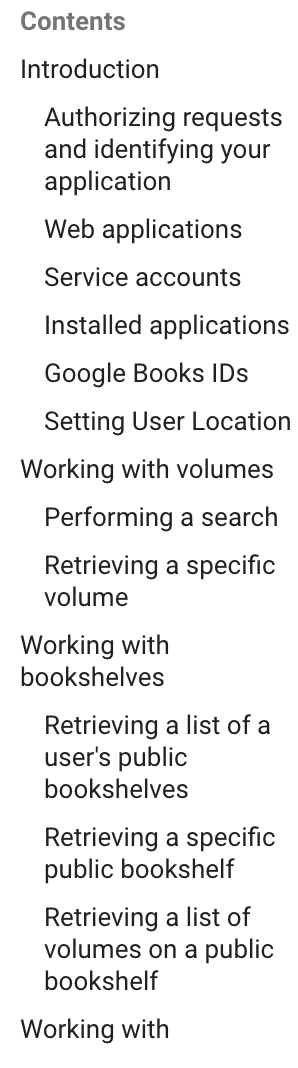 Contents
Introduction
Authorizing requests
and identifying your
application
Web applications
Service accounts
Installed applications
Google Books IDs
Setting User Location
Working with volumes
Performing a search
Retrieving a specific
volume
Working with
bookshelves
Retrieving a list of a
user's public
bookshelves
Retrieving a specific
public bookshelf
Retrieving a list of
volumes on a public
bookshelf
Working with